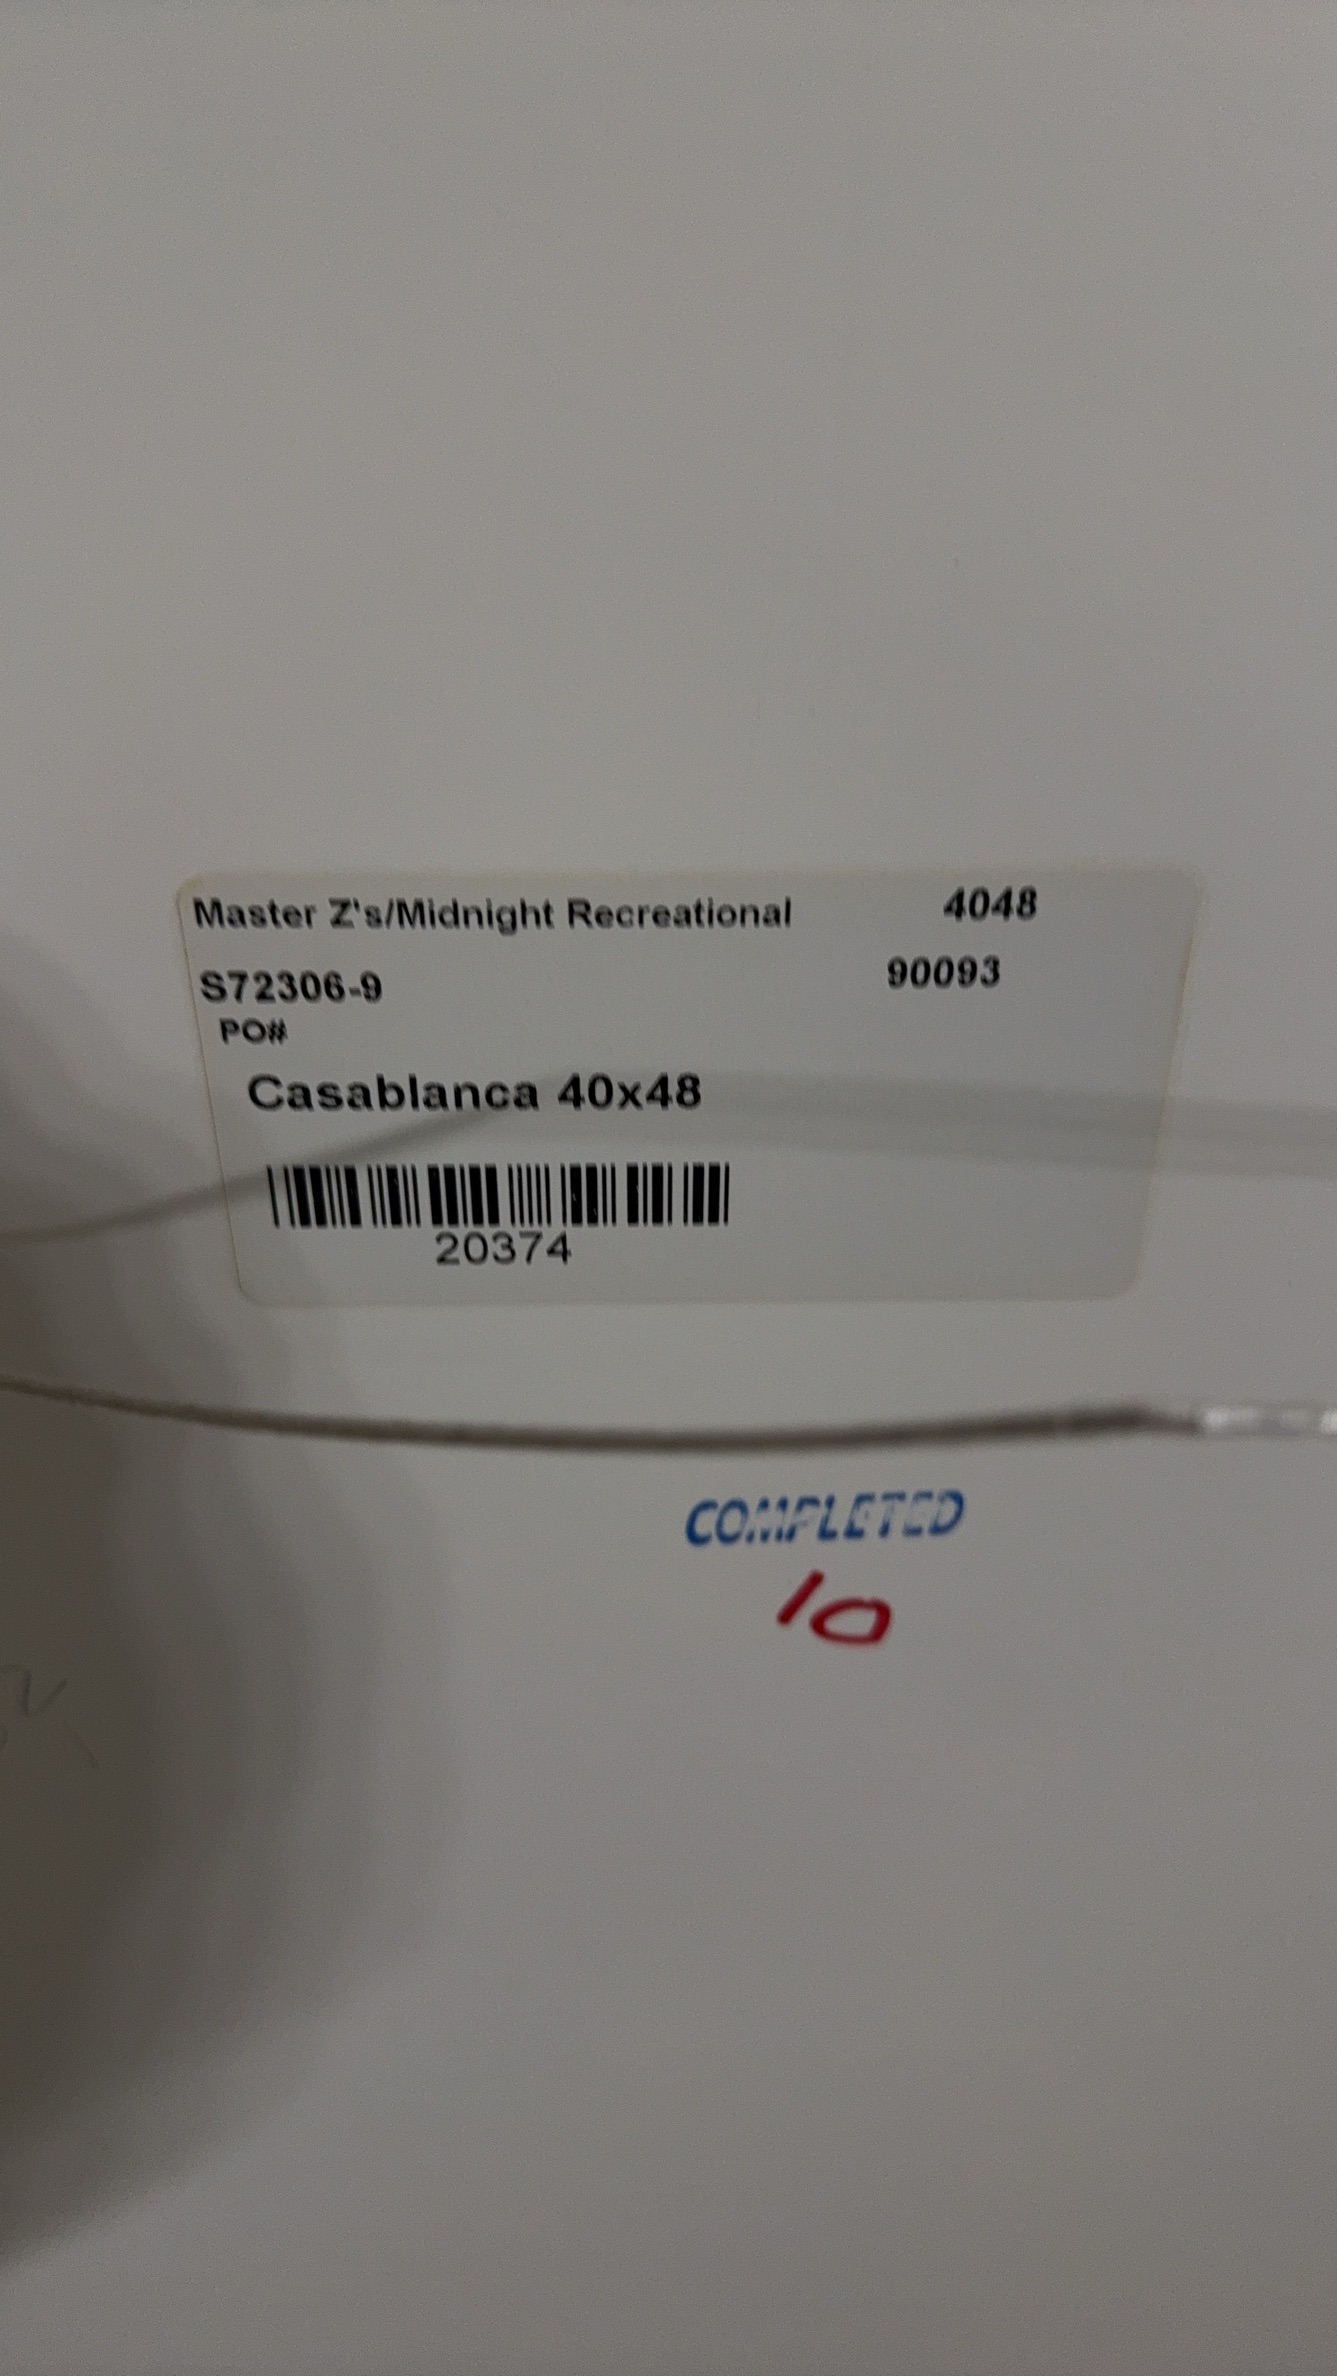 Master Z's/Midnight Recreational 4048
S72306-9 90093
PO#
Casablanca 40x48
20374
COMPLETED
10